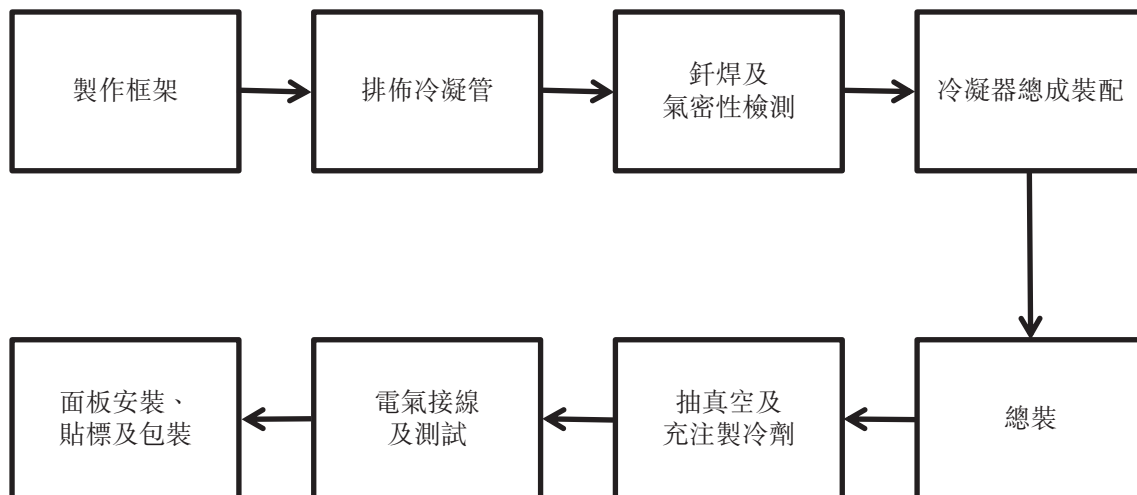 製作框架
排佈冷凝管
釺焊及
氣密性檢測
冷凝器總成裝配
總裝
抽真空及
充注製冷劑
電氣接線
及測試
面板安裝、
貼標及包裝